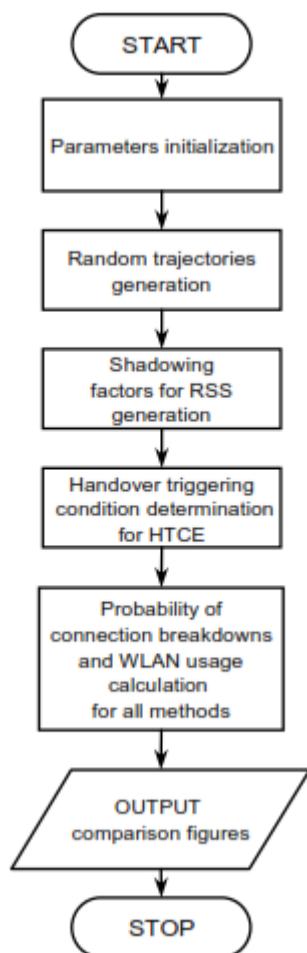 START
Parameters initialization
Random trajectories
generation
Shadowing
factors for RSS
generation
Handover triggering
condition determination
for HTCE
Probability of
connection breakdowns
and WLAN usage
calculation
for all methods
OUTPUT
comparison figures
STOP